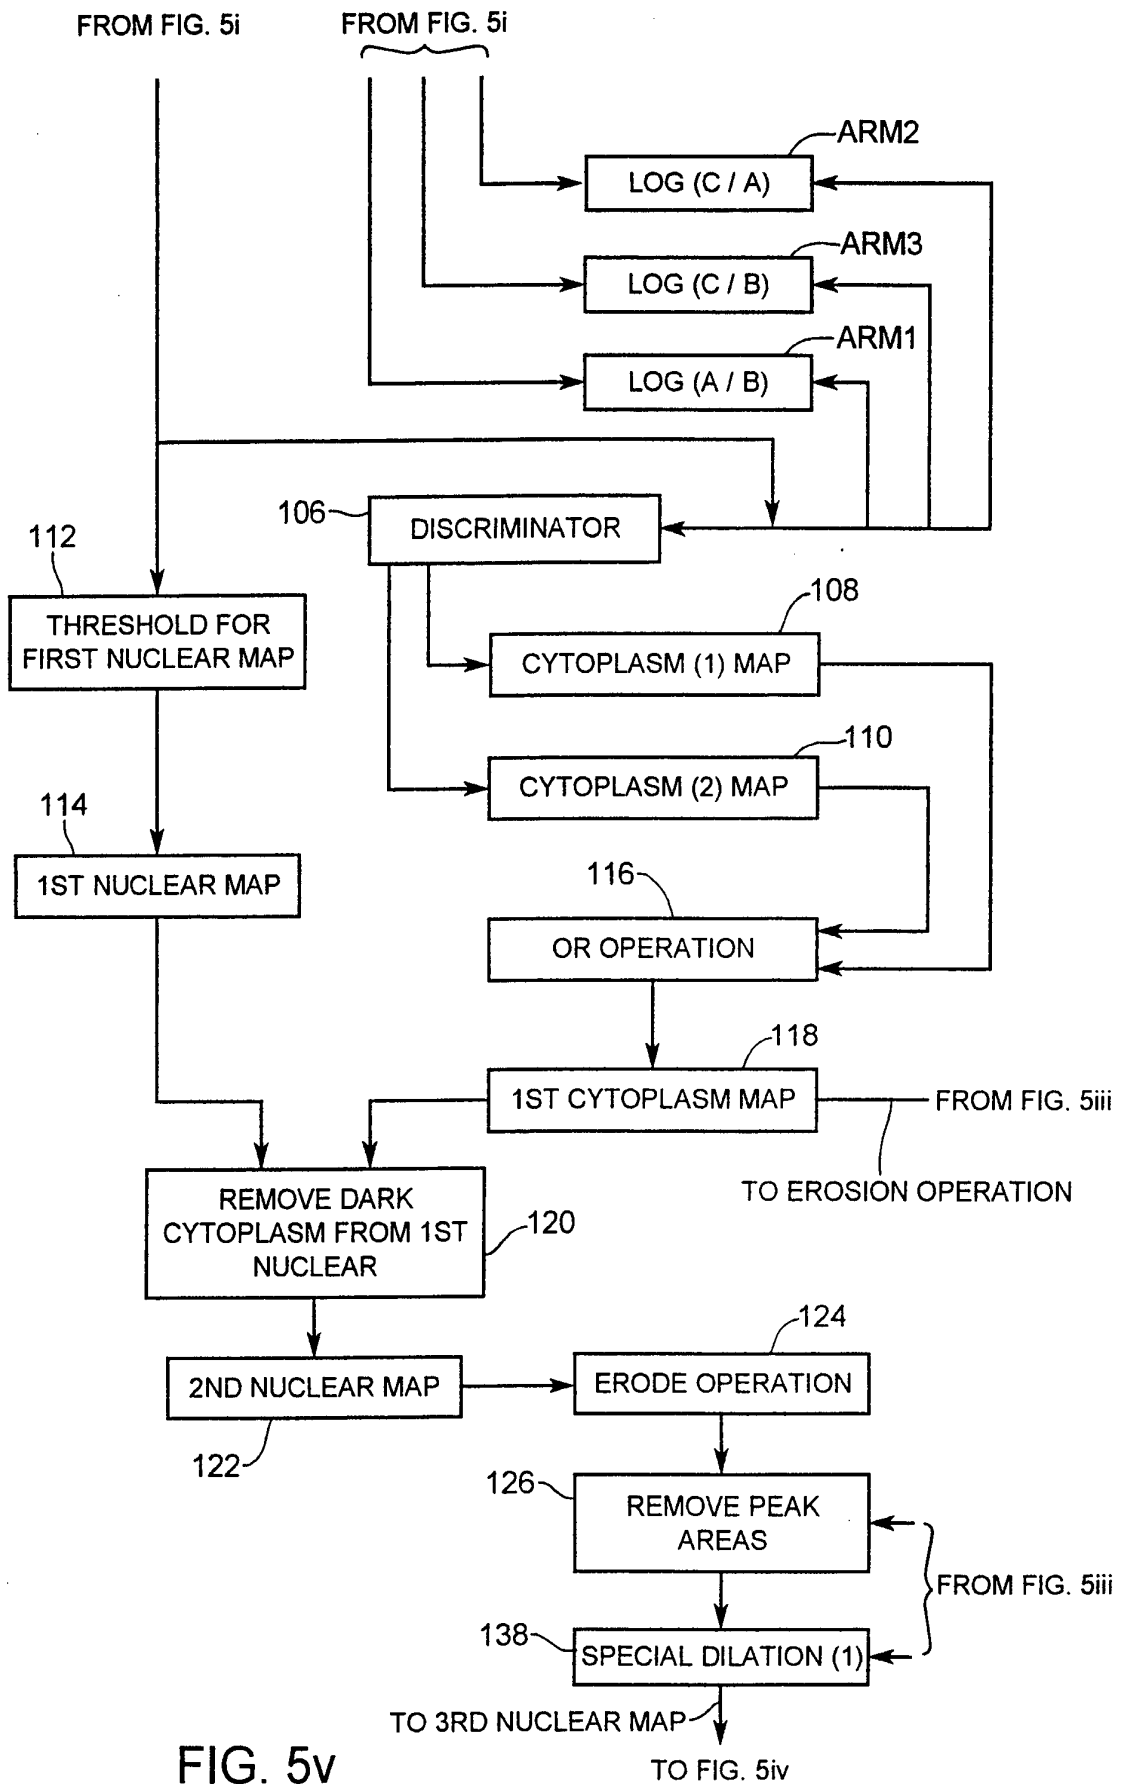 FROM FIG. 5i
FROM FIG. 5i
ARM2
LOG (C / A)
ARM3
LOG (C / B)
ARM1
LOG (A / B)
106
DISCRIMINATOR
112
THRESHOLD FOR
FIRST NUCLEAR MAP
108
CYTOPLASM (1) MAP
110
CYTOPLASM (2) MAP
114
1ST NUCLEAR MAP
116
OR OPERATION
118
1ST CYTOPLASM MAP
FROM FIG. 5iii
TO EROSION OPERATION
REMOVE DARK
CYTOPLASM FROM 1ST
NUCLEAR
120
124
2ND NUCLEAR MAP
ERODE OPERATION
122
126
REMOVE PEAK
AREAS
FROM FIG. 5iii
138
SPECIAL DILATION (1)
TO 3RD NUCLEAR MAP
FIG. 5v
TO FIG. 5iv